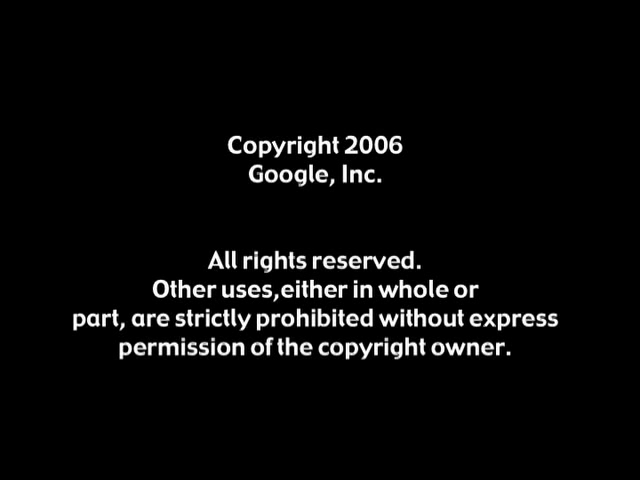 Copyright 2006
Google, Inc.
All rights reserved.
Other uses,either in whole or
part, are strictly prohibited without express
permission of the copyright owner.